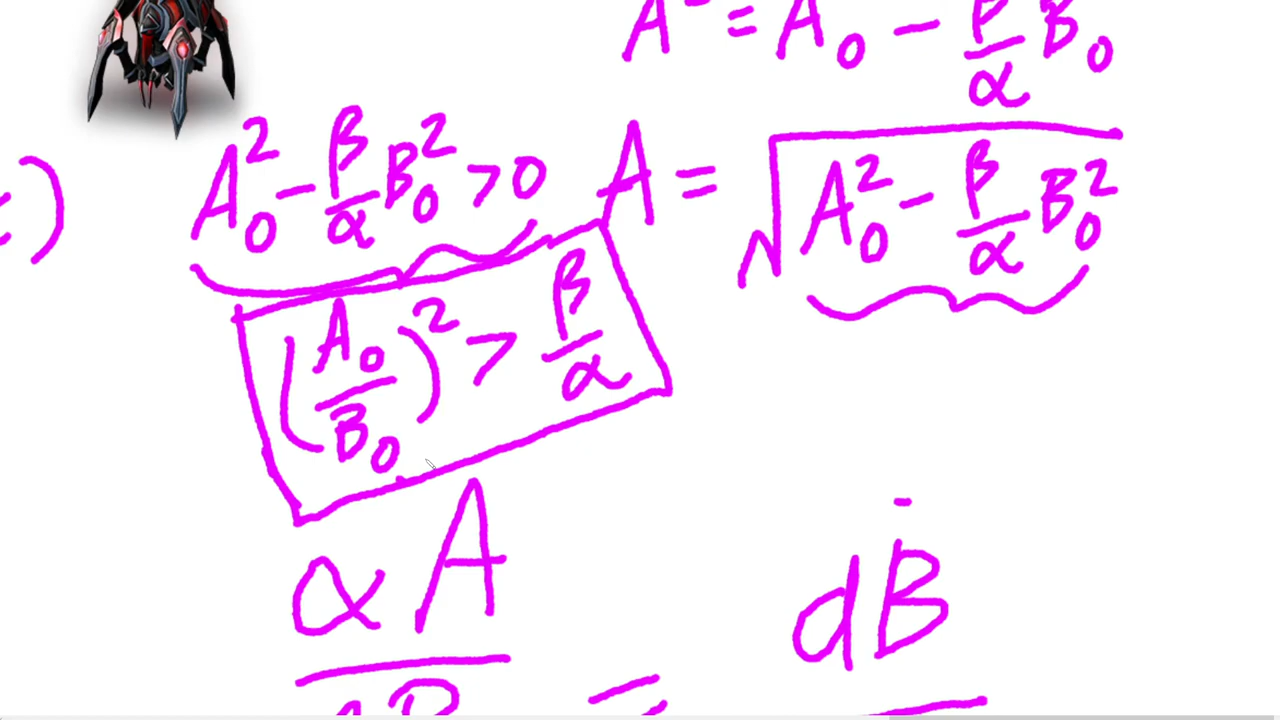 A² = A₀ - β/α B₀
A₀² - β/α B₀² > 0
A = √(A₀² - β/α B₀²)
)
(A₀/B₀)² > β/α
αA
=
dB